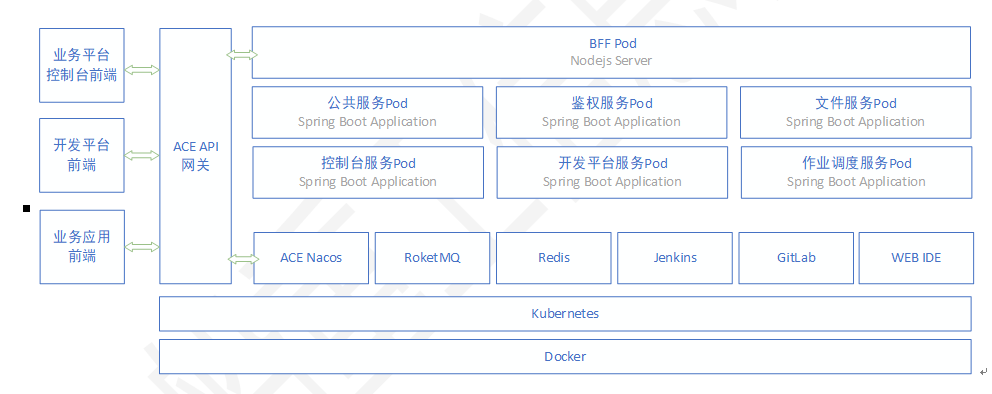 业务平台
控制台前端
开发平台
前端
业务应用
前端
ACE API
网关
BFF Pod
Nodejs Server
公共服务Pod
Spring Boot Application
鉴权服务Pod
Spring Boot Application
文件服务Pod
Spring Boot Application
控制台服务Pod
Spring Boot Application
开发平台服务Pod
Spring Boot Application
作业调度服务Pod
Spring Boot Application
ACE Nacos
RoketMQ
Redis
Jenkins
GitLab
WEB IDE
Kubernetes
Docker